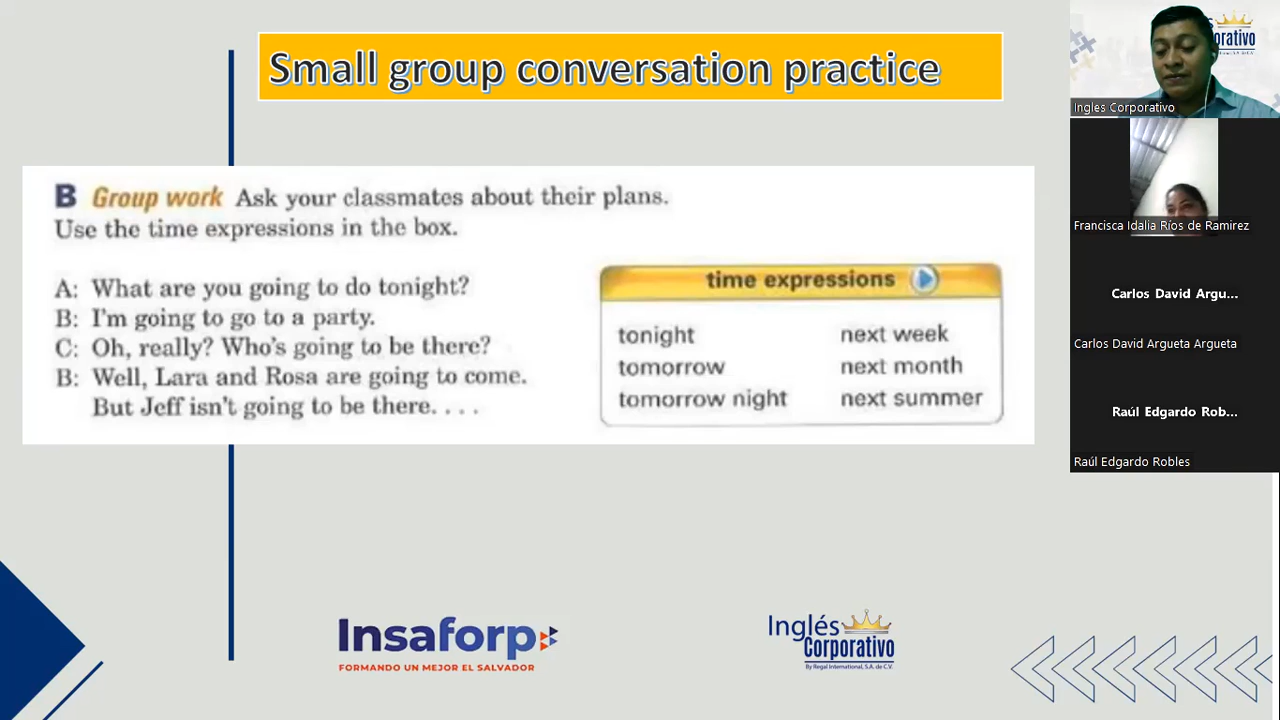 Small group conversation practice
B Group work Ask your classmates about their plans.
Use the time expressions in the box.
A: What are you going to do tonight?
B: I'm going to go to a party.
C: Oh, really? Who's going to be there?
B: Well, Lara and Rosa are going to come.
But Jeff isn't going to be there. . . .
time expressions
tonight next week
tomorrow next month
tomorrow night next summer
Insaforp
FORMANDO UN MEJOR EL SALVADOR
Inglés
Corporativo
By Regal International, S.A. de C.V.
orativo
Ingles Corporativo
Francisca Idalia Ríos de Ramirez
Carlos David Argu...
Carlos David Argueta Argueta
Raúl Edgardo Rob...
Raúl Edgardo Robles